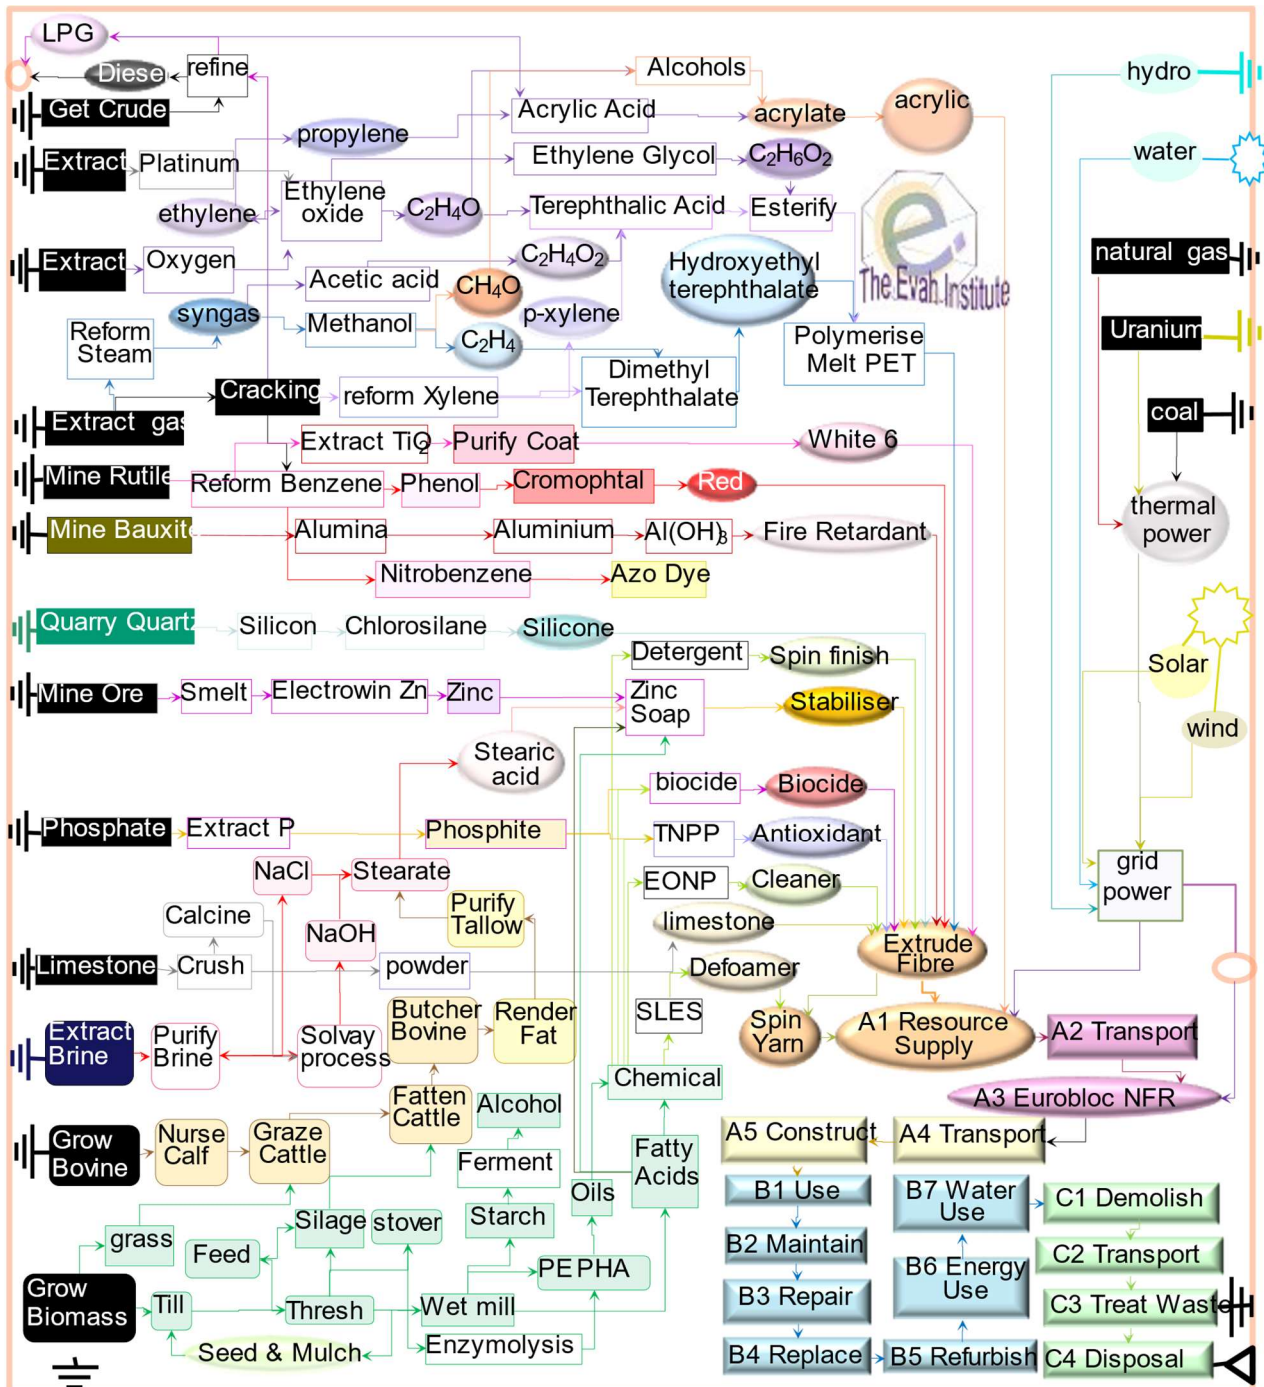 LPG
Diesel
refine
Get Crude
Alcohols
Acrylic Acid
acrylate
acrylic
hydro
water
propylene
Extract
Platinum
Ethylene Glycol
C2H6O2
ethylene
Ethylene
oxide
C2H4O
Terephthalic Acid
Esterify
e.
The Evah Institute
Extract
Oxygen
Acetic acid
C2H4O2
CH4O
Hydroxyethyl
terephthalate
natural gas
syngas
Methanol
p-xylene
C2H4
Uranium
Reform
Steam
Polymerise
Melt PET
Dimethyl
Terephthalate
Cracking
reform Xylene
Extract gas
coal
Extract TiO2
Purify Coat
White 6
Mine Rutile
Reform Benzene
Phenol
Cromophtal
Red
thermal
power
Mine Bauxite
Alumina
Aluminium
Al(OH)3
Fire Retardant
Nitrobenzene
Azo Dye
Quarry Quartz
Silicon
Chlorosilane
Silicone
Detergent
Spin finish
Solar
Mine Ore
Smelt
Electrowin Zn
Zinc
Zinc
Soap
Stabiliser
wind
Stearic
acid
biocide
Biocide
Phosphate
Extract P
Phosphite
TNPP
Antioxidant
NaCl
Stearate
EONP
Cleaner
grid
power
Calcine
NaOH
Purify
Tallow
limestone
Extrude
Fibre
Limestone
Crush
powder
Defoamer
Extract
Brine
Purify
Brine
Solvay
process
Butcher
Bovine
Render
Fat
SLES
Spin
Yarn
A1 Resource
Supply
A2 Transport
Chemical
A3 Eurobloc NFR
Fatten
Cattle
Alcohol
Grow
Bovine
Nurse
Calf
Graze
Cattle
Ferment
Fatty
Acids
A5 Construct
A4 Transport
Oils
B1 Use
B7 Water
Use
C1 Demolish
grass
Silage
stover
Starch
B2 Maintain
C2 Transport
Feed
PEPHA
B6 Energy
Use
Grow
Biomass
Till
Thresh
Wet mill
B3 Repair
C3 Treat Waste
Seed & Mulch
Enzymolysis
B4 Replace
B5 Refurbish
C4 Disposal